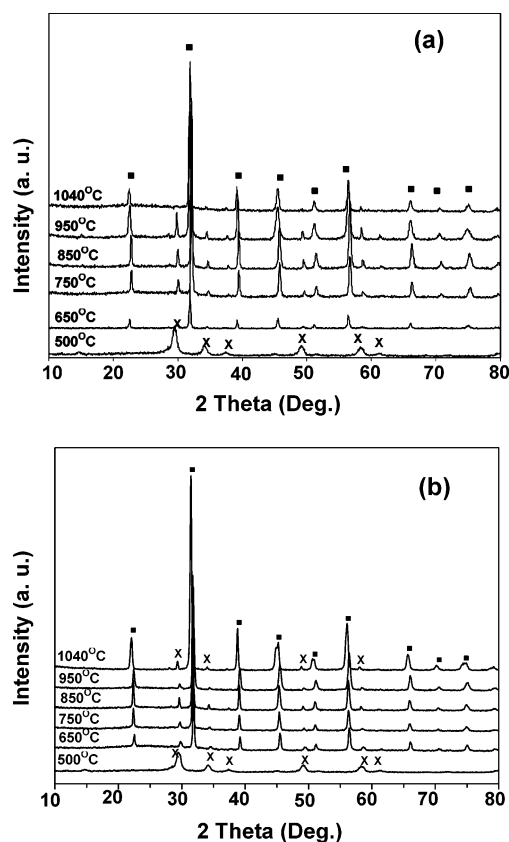 (a)
Intensity (a. u.)
1040°C
950°C
850°C
750°C
650°C
500°C
x x x x x x
10 20 30 40 50 60 70 80
2 Theta (Deg.)
(b)
Intensity (a. u.)
x x x x
1040°C
950°C
850°C
750°C
650°C
500°C
x x x x x x
10 20 30 40 50 60 70 80
2 Theta (Deg.)